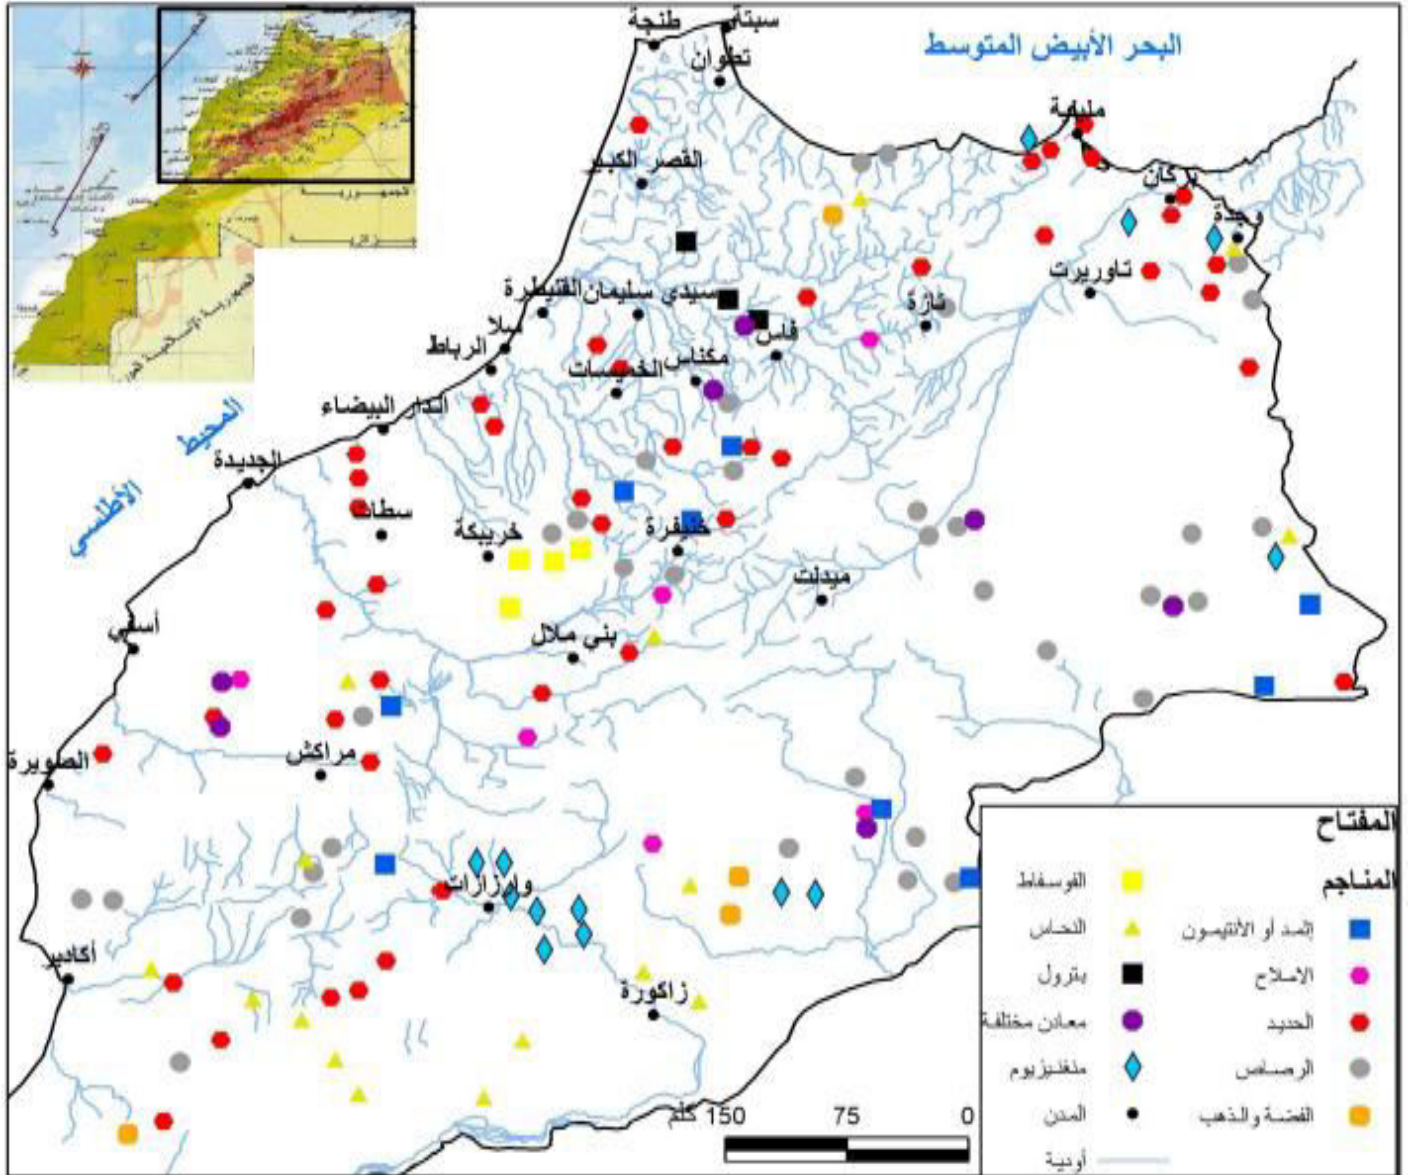 البحر الأبيض المتوسط
سبتة
طنجة
تطوان
مليلية
القصر الكبير
بركان
وجدة
تاوريرت
سيدي سليمان
القنيطرة
تازة
فاس
سلا
الرباط
مكناس
الخميسات
الدار البيضاء
المحيط
الأطلسي
الجديدة
سطات
خريبكة
خنيفرة
ميدلت
أسفي
بني ملال
الصويرة
مراكش
وارزازات
أكادير
زاكورة
المفتاح
المناجم
الفوسفاط
النحاس
إثمد أو الأنتيمون
بترول
الاملاح
معادن مختلفة
الحديد
منغنيزيوم
الرصاص
المدن
الفضة والذهب
أودية
0 75 150 كلم